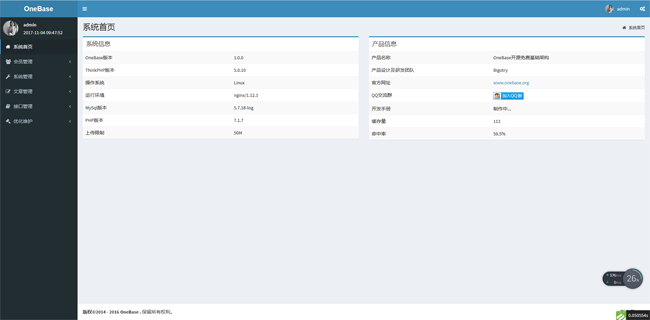 OneBase
admin
admin
2017-11-04 09:47:52
系统首页
会员管理
系统管理
文章管理
接口管理
优化维护
系统首页
系统首页
系统信息
OneBase版本 1.0.0
ThinkPHP版本 5.0.10
操作系统 Linux
运行环境 nginx/1.12.1
MySql版本 5.7.18-log
PHP版本 7.1.7
上传限制 50M
产品信息
产品名称 OneBase开源免费基础架构
产品设计及研发团队 Bigotry
官方网址 www.onebase.org
QQ交流群 加入QQ群
开发手册 制作中...
缓存量 113
命中率 59.5%
26%
版权©2014 - 2016 OneBase , 保留所有权利。
0.050934s